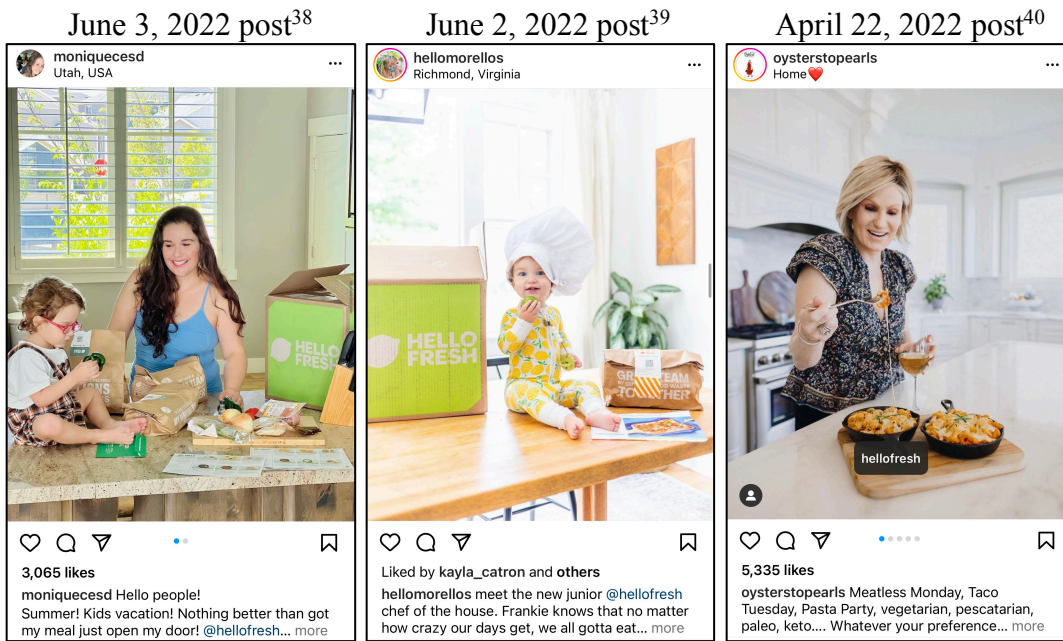 June 3, 2022 post38
moniquecesd
Utah, USA
HELLO
FRESH
3,065 likes
moniquecesd Hello people!
Summer! Kids vacation! Nothing better than got
my meal just open my door! @hellofresh... more
June 2, 2022 post39
hellomorellos
Richmond, Virginia
HELLO
FRESH
TEAM
TOGETHER
Liked by kayla_catron and others
hellomorellos meet the new junior @hellofresh
chef of the house. Frankie knows that no matter
how crazy our days get, we all gotta eat... more
April 22, 2022 post40
oysterstopearls
Home❤️
hellofresh
5,335 likes
oysterstopearls Meatless Monday, Taco
Tuesday, Pasta Party, vegetarian, pescatarian,
paleo, keto.... Whatever your preference... more